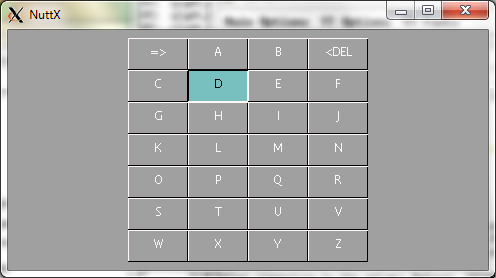 NuttX
=> A B <DEL
C D E F
G H I J
K L M N
O P Q R
S T U V
W X Y Z